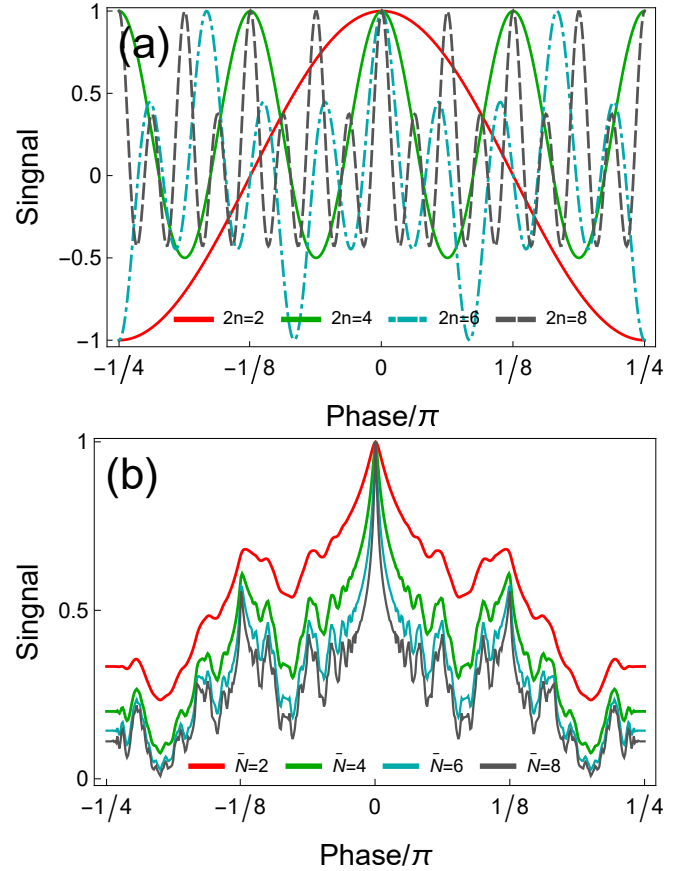 (a)
1
0.5
0
−0.5
−1
Singnal
2n=2 2n=4 2n=6 2n=8
−1/4 −1/8 0 1/8 1/4
Phase/π
(b)
1
0.5
0
Singnal
N̄=2 N̄=4 N̄=6 N̄=8
−1/4 −1/8 0 1/8 1/4
Phase/π